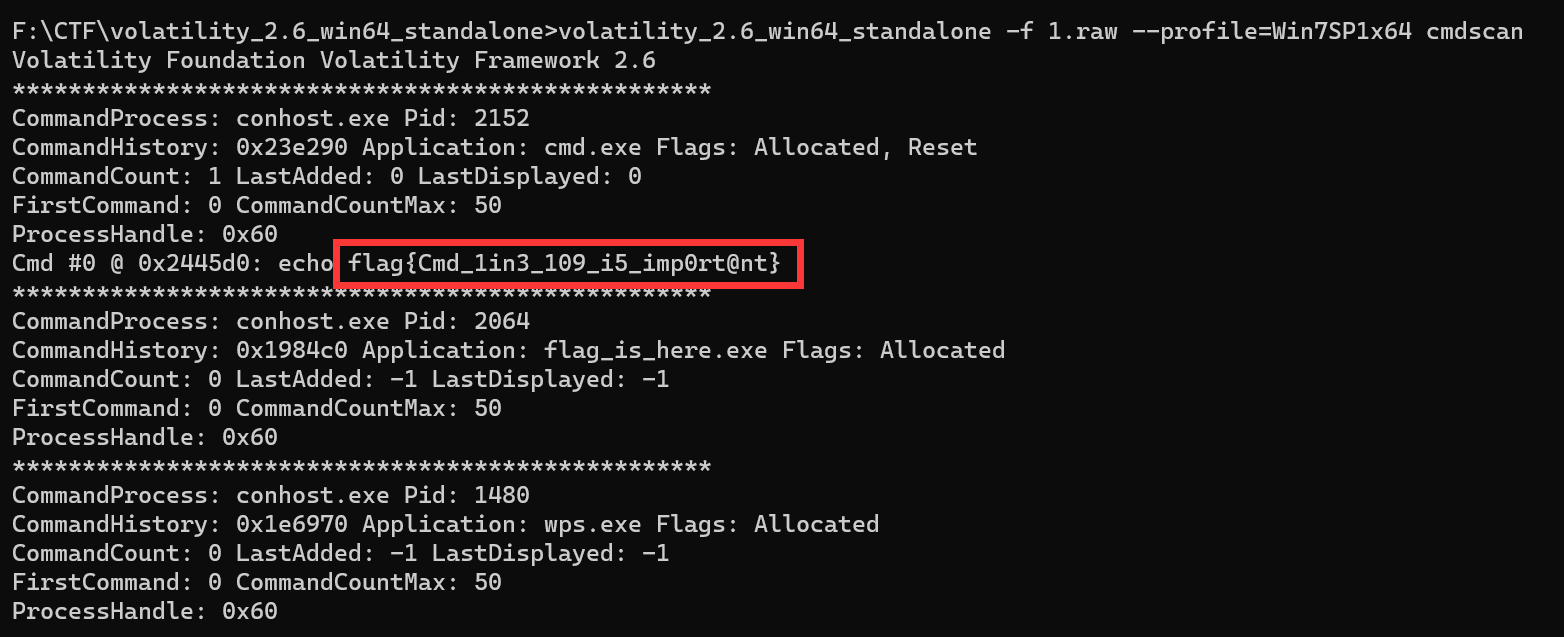 F:\CTF\volatility_2.6_win64_standalone>volatility_2.6_win64_standalone -f 1.raw --profile=Win7SP1x64 cmdscan
Volatility Foundation Volatility Framework 2.6
**************************************************
CommandProcess: conhost.exe Pid: 2152
CommandHistory: 0x23e290 Application: cmd.exe Flags: Allocated, Reset
CommandCount: 1 LastAdded: 0 LastDisplayed: 0
FirstCommand: 0 CommandCountMax: 50
ProcessHandle: 0x60
Cmd #0 @ 0x2445d0: echo flag{Cmd_1in3_109_i5_imp0rt@nt}
**************************************************
CommandProcess: conhost.exe Pid: 2064
CommandHistory: 0x1984c0 Application: flag_is_here.exe Flags: Allocated
CommandCount: 0 LastAdded: -1 LastDisplayed: -1
FirstCommand: 0 CommandCountMax: 50
ProcessHandle: 0x60
**************************************************
CommandProcess: conhost.exe Pid: 1480
CommandHistory: 0x1e6970 Application: wps.exe Flags: Allocated
CommandCount: 0 LastAdded: -1 LastDisplayed: -1
FirstCommand: 0 CommandCountMax: 50
ProcessHandle: 0x60